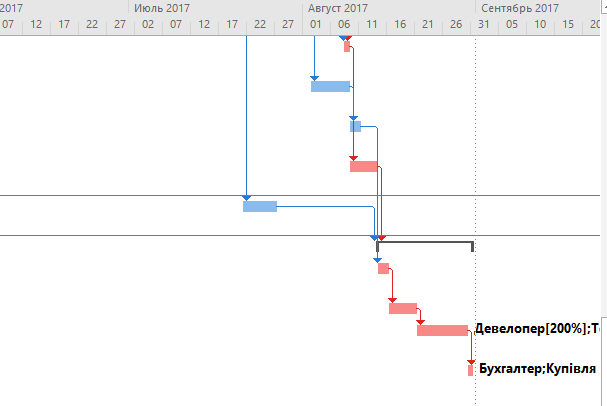 2017 Июль 2017 Август 2017 Сентябрь 2017
07 12 17 22 27 02 07 12 17 22 27 01 06 11 16 21 26 31 05 10 15 20
Девелопер[200%];Т
Бухгалтер;Купівля